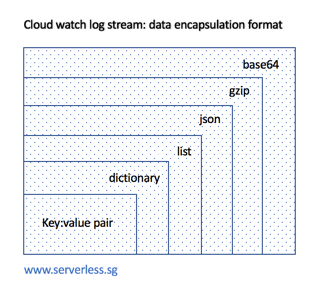 Cloud watch log stream: data encapsulation format
base64
gzip
json
list
dictionary
Key:value pair
www.serverless.sg